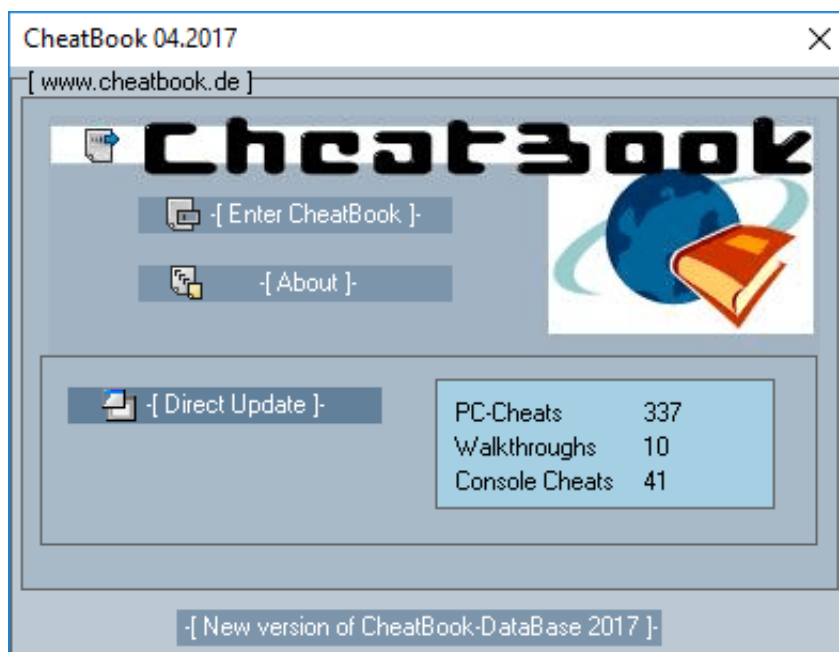 CheatBook 04.2017
[ www.cheatbook.de ]
CheatBook
-[ Enter CheatBook ]-
-[ About ]-
-[ Direct Update ]-
PC-Cheats 337
Walkthroughs 10
Console Cheats 41
-[ New version of CheatBook-DataBase 2017 ]-